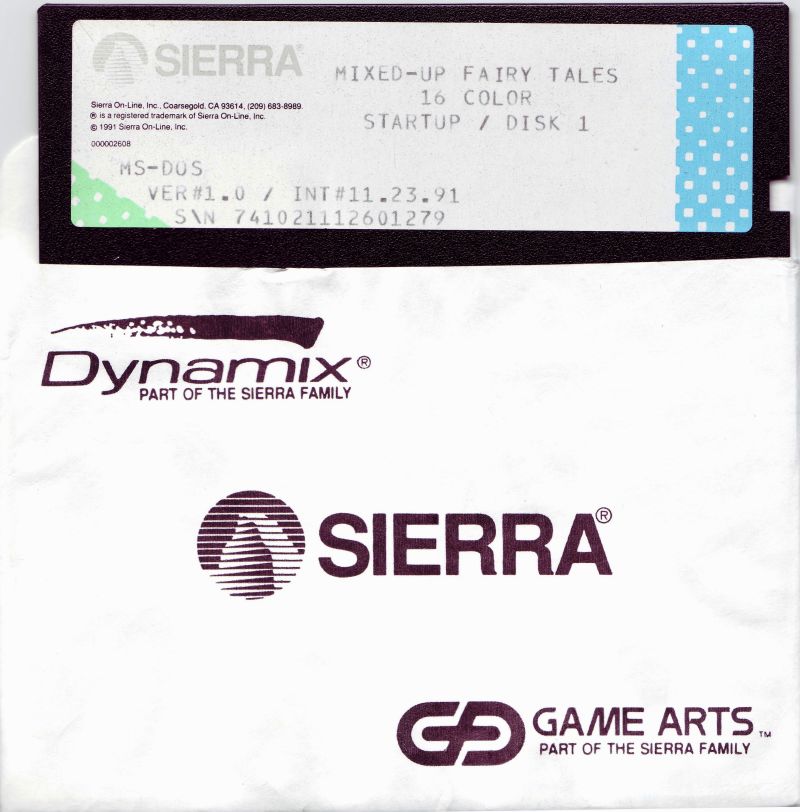 SIERRA®
MIXED-UP FAIRY TALES
16 COLOR
STARTUP / DISK 1
Sierra On-Line, Inc., Coarsegold, CA 93614, (209) 683-8989.
® is a registered trademark of Sierra On-Line, Inc.
© 1991 Sierra On-Line, Inc.
000002608
MS-DOS
VER#1.0 / INT#11.23.91
S\N 741021112601279
Dynamix®
PART OF THE SIERRA FAMILY
SIERRA®
GAME ARTS™
PART OF THE SIERRA FAMILY